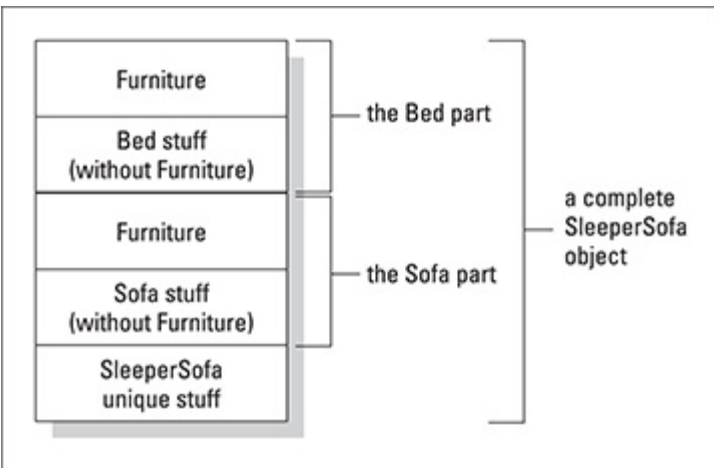 Furniture
Bed stuff
(without Furniture)
the Bed part
Furniture
Sofa stuff
(without Furniture)
the Sofa part
SleeperSofa
unique stuff
a complete
SleeperSofa
object